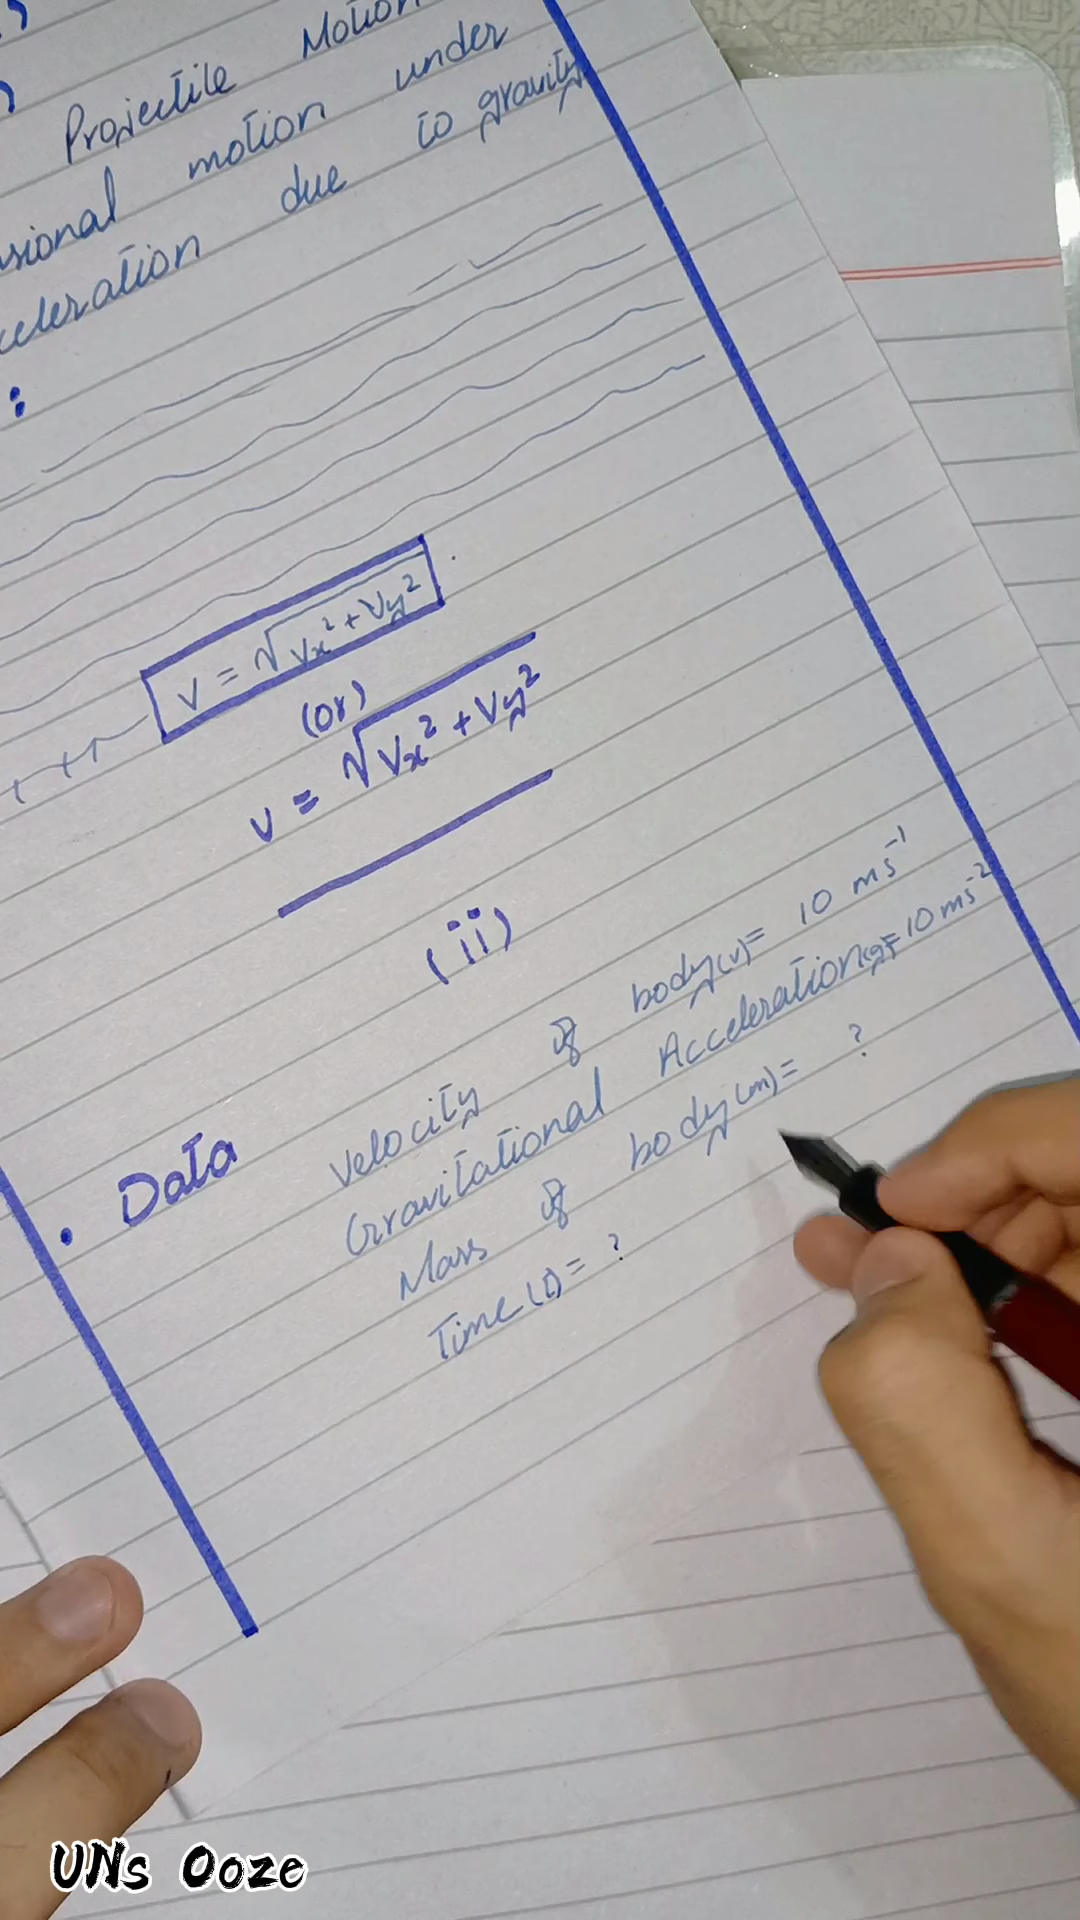 Projectile Motion
sional motion under
celeration due to gravity
:
V = √Vx² + Vy²
(or)
V = √Vx² + Vy²
(ii)
• Data
Velocity of body(v) = 10 ms⁻¹
Gravitational Acceleration(g) = 10 ms⁻²
Mass of body(m) = ?
Time(t) = ?
UNs Ooze